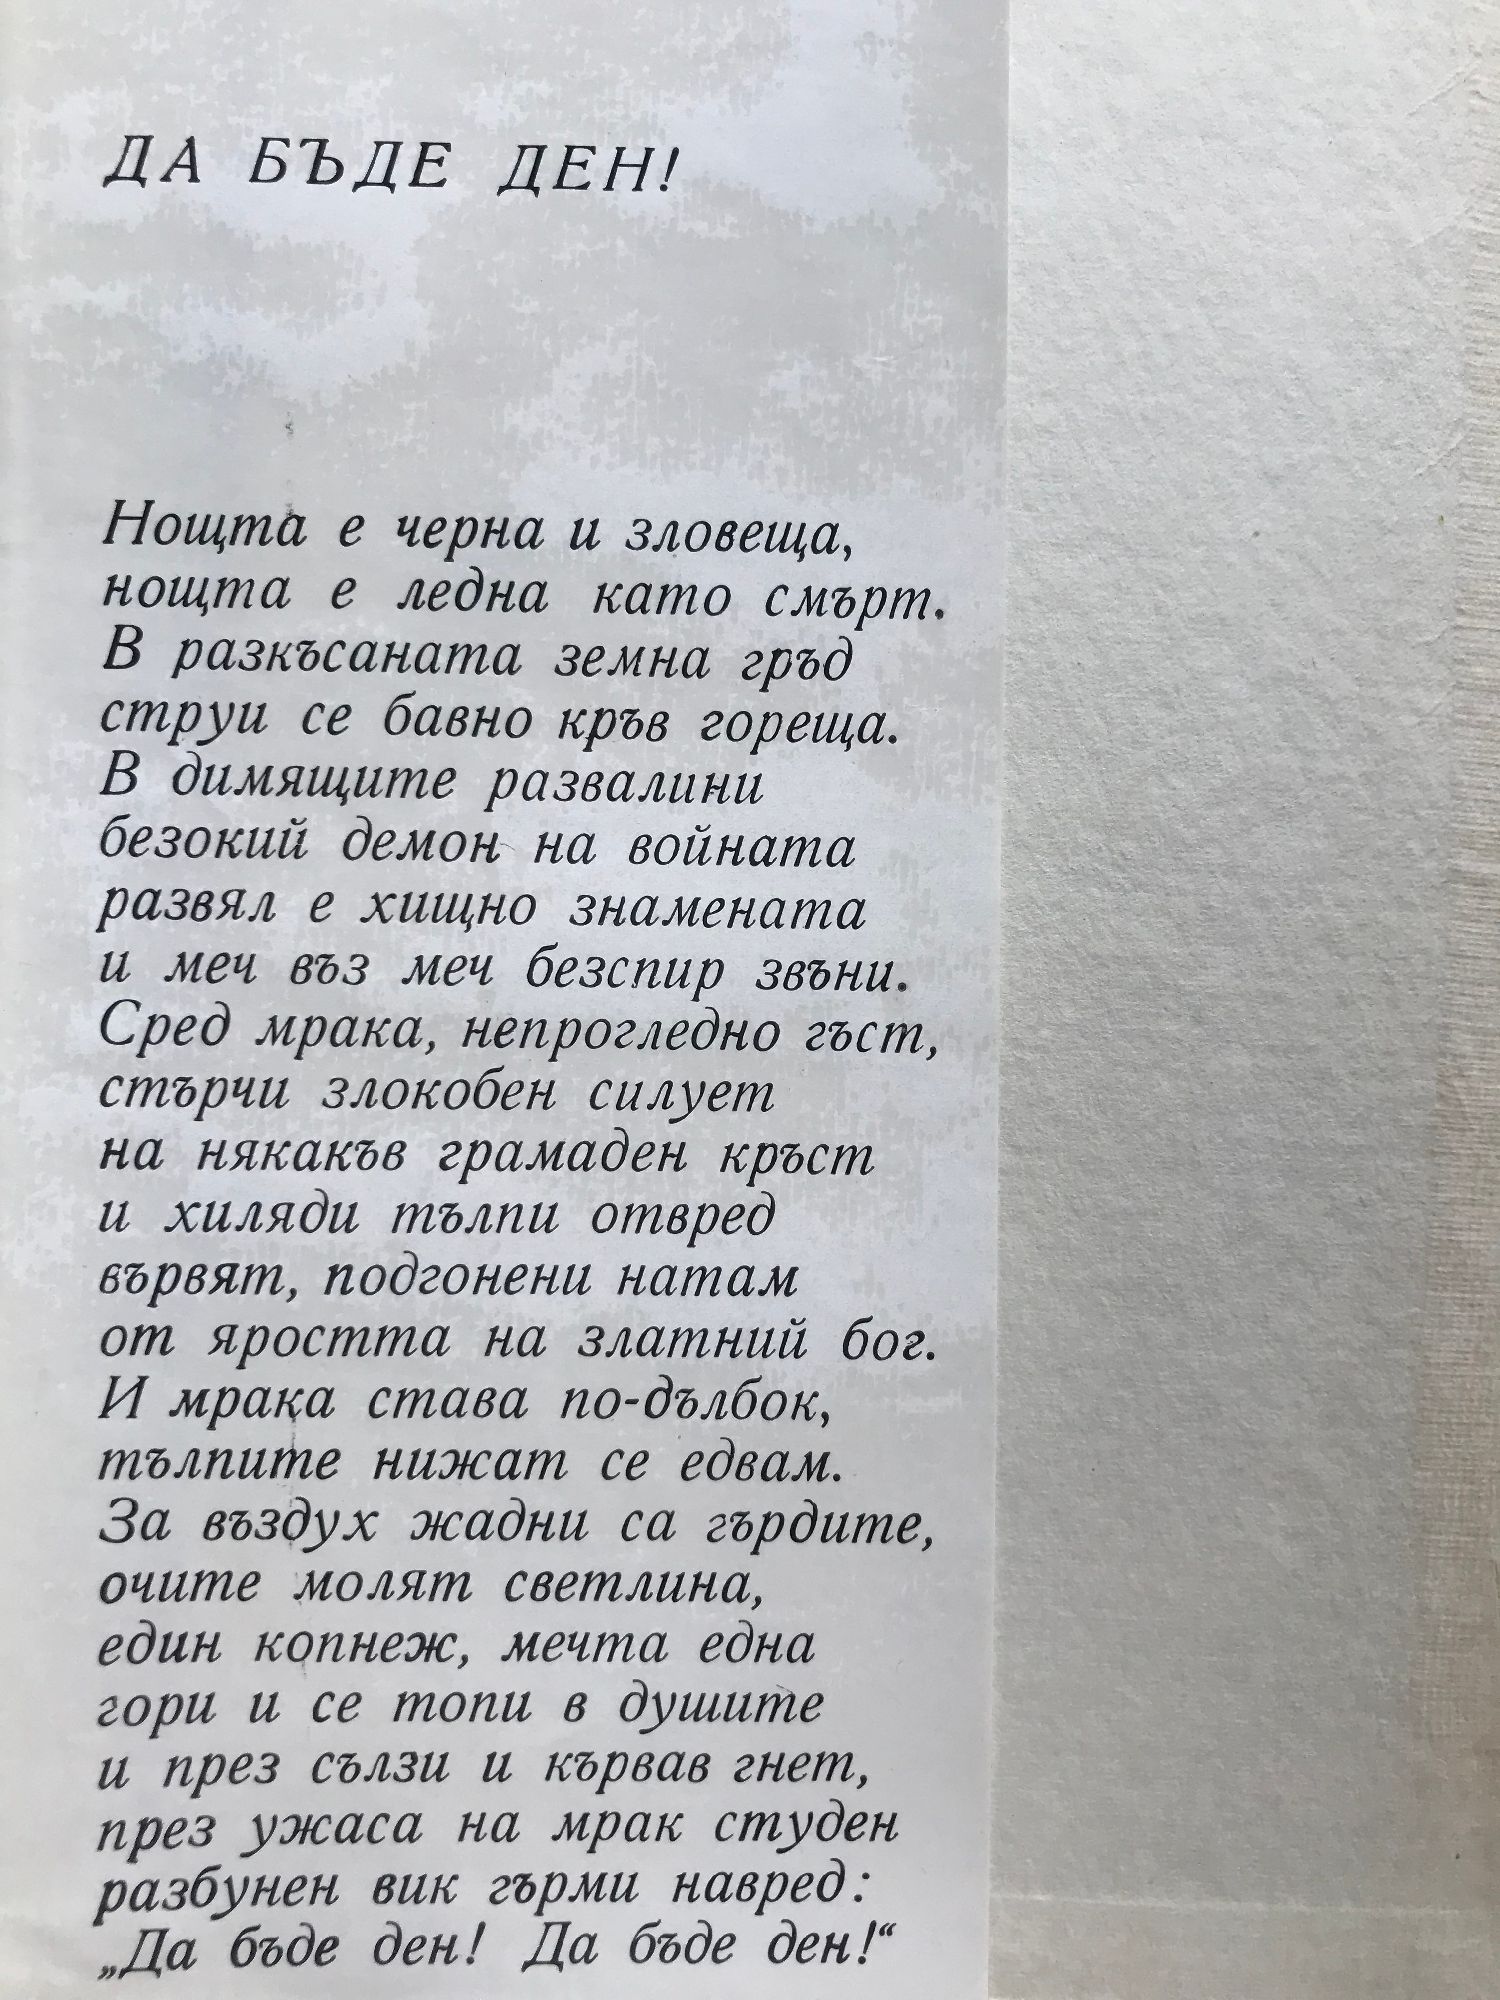 ДА БЪДЕ ДЕН!
Нощта е черна и зловеща,
нощта е ледна като смърт.
В разкъсаната земна гръд
струи се бавно кръв гореща.
В димящите развалини
безокий демон на войната
развял е хищно знамената
и меч въз меч безспир звъни.
Сред мрака, непрогледно гъст,
стърчи злокобен силует
на някакъв грамаден кръст
и хиляди тълпи отвред
вървят, подгонени натам
от яростта на златний бог.
И мрака става по-дълбок,
тълпите нижат се едвам.
За въздух жадни са гърдите,
очите молят светлина,
един копнеж, мечта една
гори и се топи в душите
и през сълзи и кървав гнет,
през ужаса на мрак студен
разбунен вик гърми навред:
„Да бъде ден! Да бъде ден!“